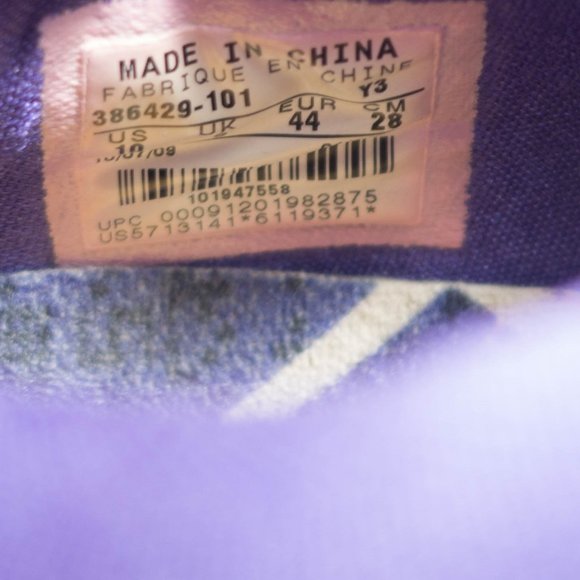 MADE IN CHINA
FABRIQUE EN CHINE
386429-101 Y3
US UK EUR CM
10 44 28
101947558
UPC 00091201982875
US5713141*6119371*